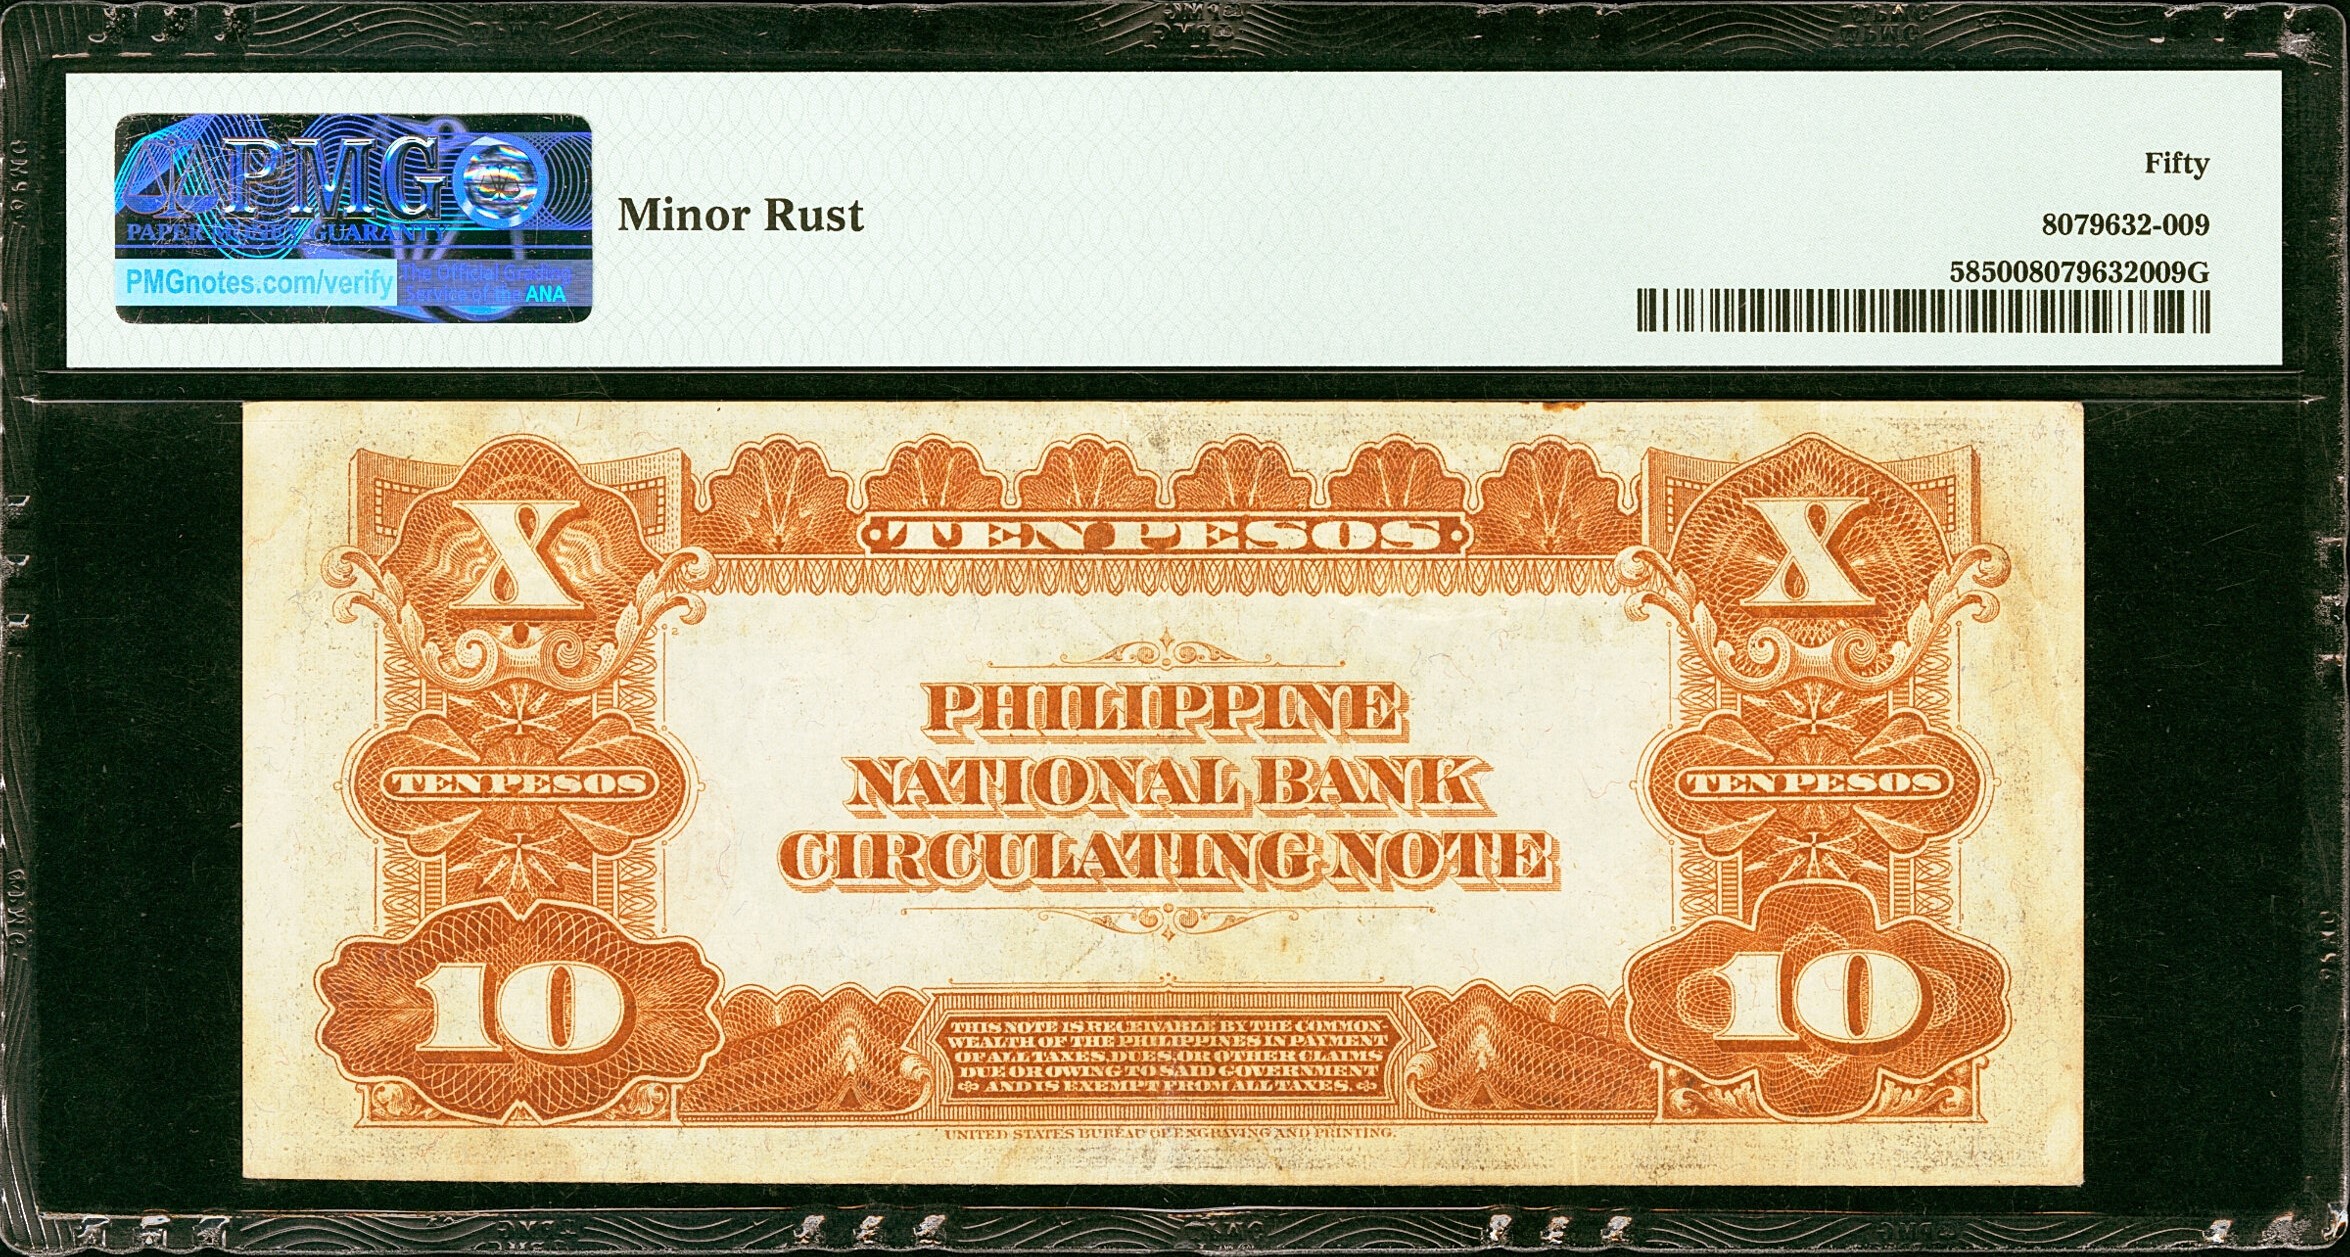 PMG
PAPER MONEY GUARANTY
PMGnotes.com/verify
The Official Grading
Service of the ANA
Minor Rust
Fifty
8079632-009
585008079632009G
X
TEN PESOS
X
PHILIPPINE
NATIONAL BANK
CIRCULATING NOTE
TEN PESOS
TEN PESOS
10
10
THIS NOTE IS RECEIVABLE BY THE COMMON-
WEALTH OF THE PHILIPPINES IN PAYMENT
OF ALL TAXES, DUES, OR OTHER CLAIMS
DUE OR OWING TO SAID GOVERNMENT
AND IS EXEMPT FROM ALL TAXES.
UNITED STATES BUREAU OF ENGRAVING AND PRINTING.